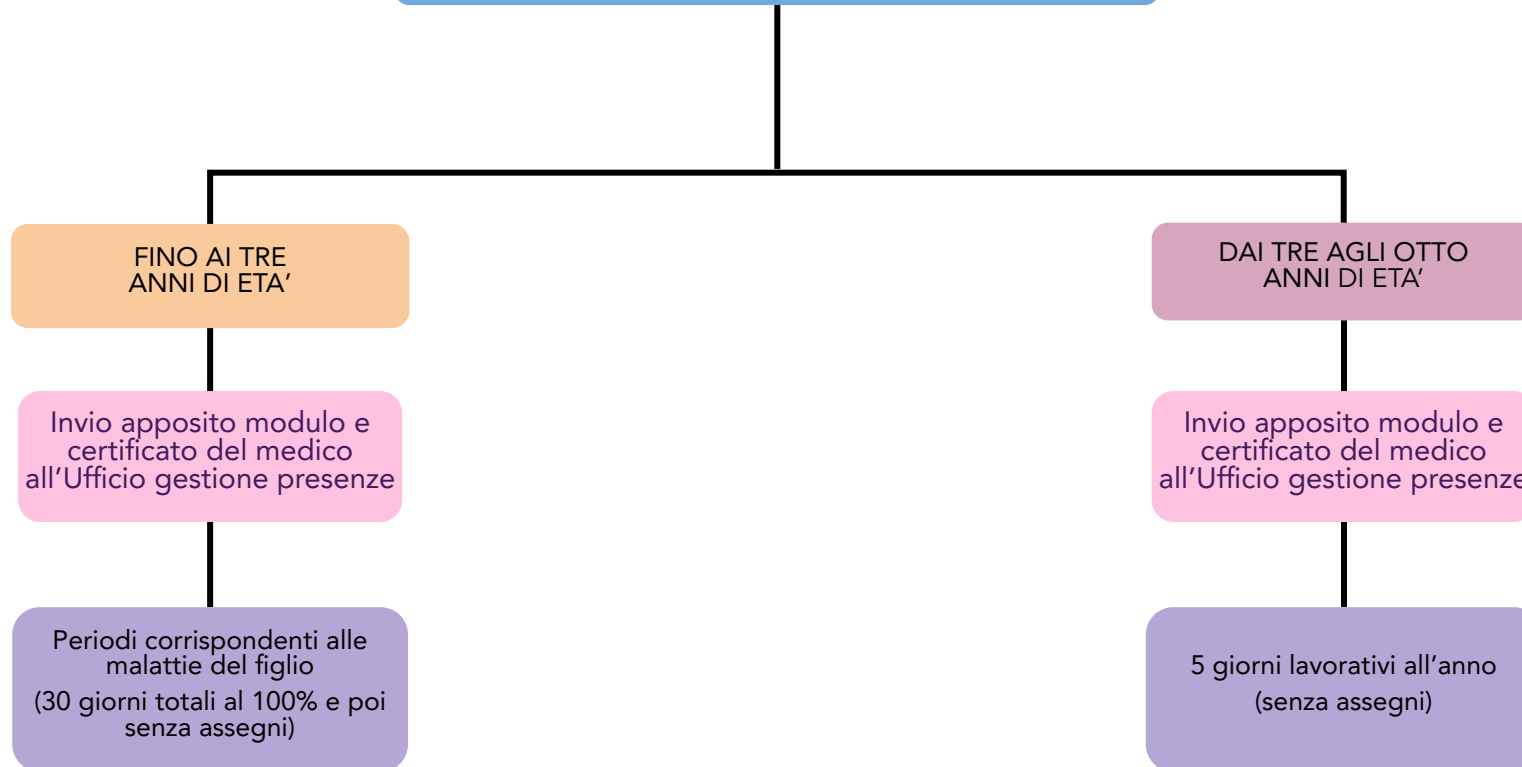 FINO AI TRE
ANNI DI ETA’
Invio apposito modulo e
certificato del medico
all’Ufficio gestione presenze
Periodi corrispondenti alle
malattie del figlio
(30 giorni totali al 100% e poi
senza assegni)
DAI TRE AGLI OTTO
ANNI DI ETA’
Invio apposito modulo e
certificato del medico
all’Ufficio gestione presenze
5 giorni lavorativi all’anno
(senza assegni)